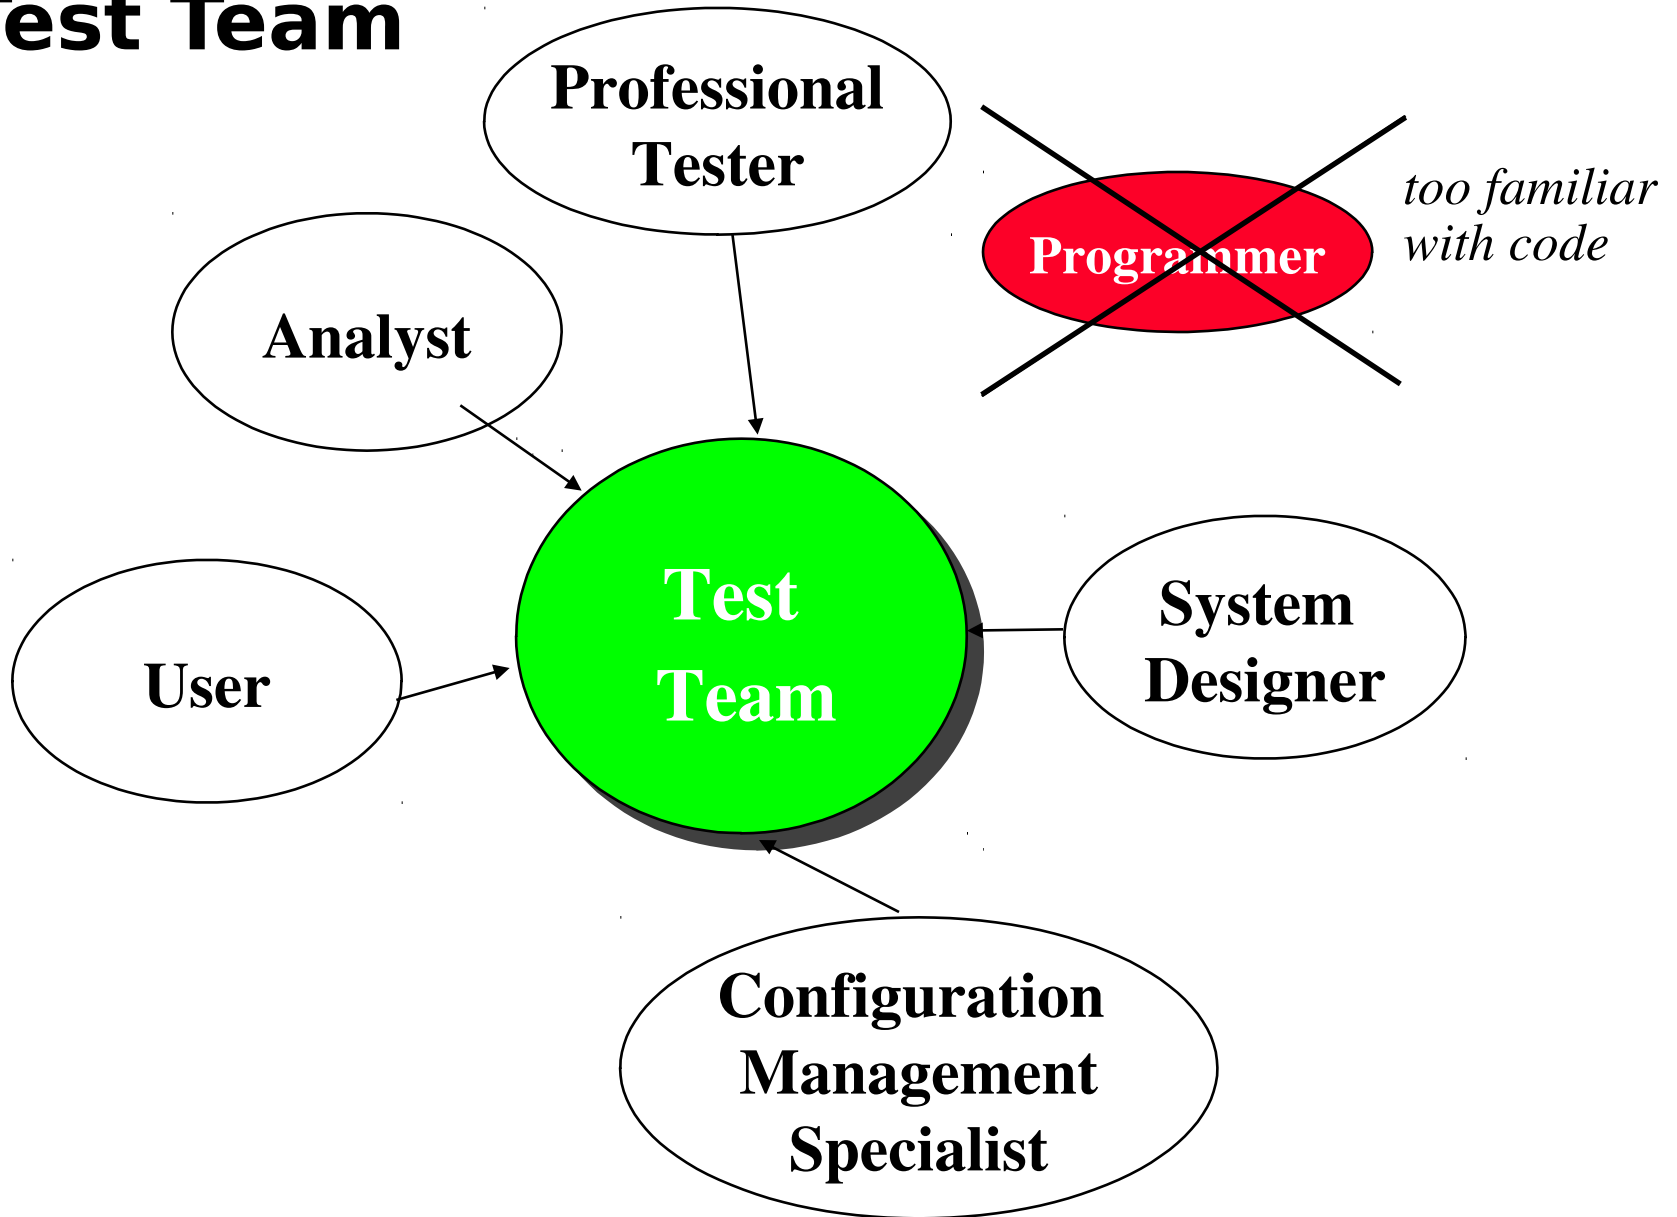 est Team
Professional
Tester
Programmer
too familiar
with code
Analyst
Test
Team
System
Designer
User
Configuration
Management
Specialist